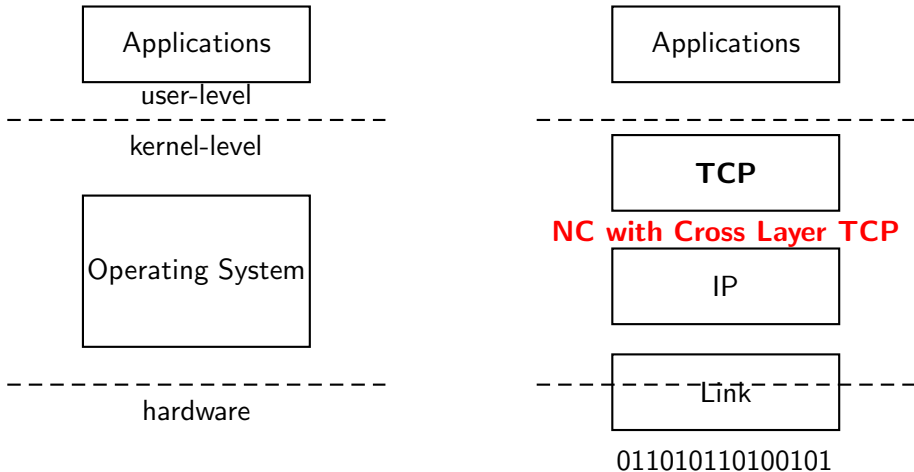 Applications
user-level
kernel-level
Operating System
hardware
Applications
TCP
NC with Cross Layer TCP
IP
Link
011010110100101